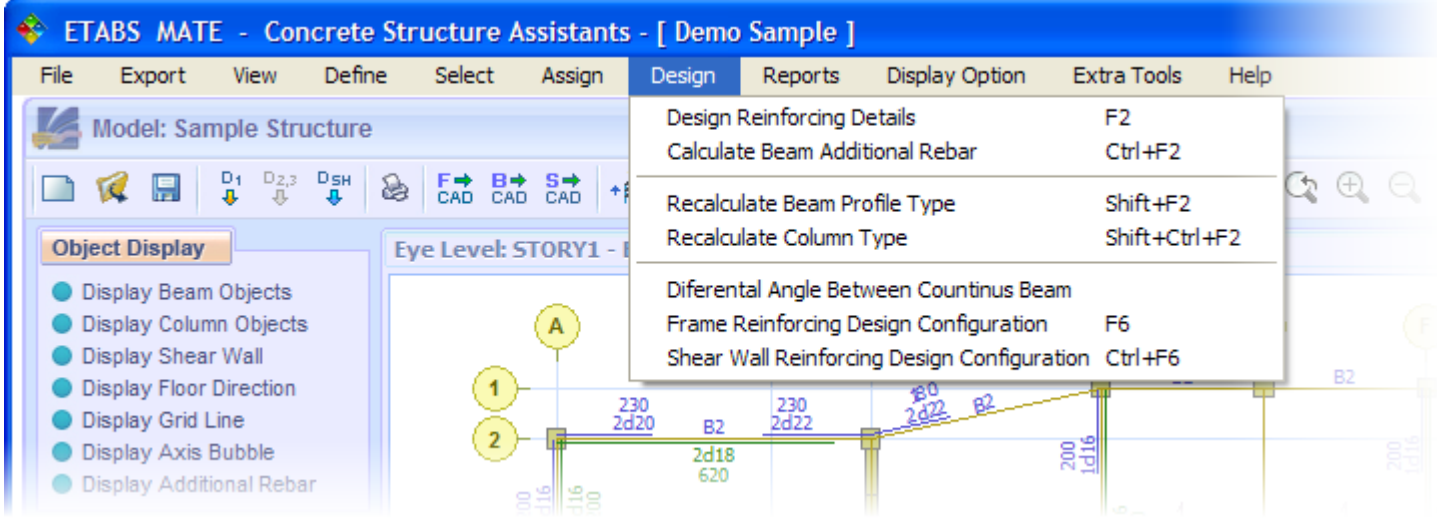 ETABS MATE - Concrete Structure Assistants - [ Demo Sample ]
File Export View Define Select Assign Design Reports Display Option Extra Tools Help
Model: Sample Structure
Design Reinforcing Details F2
Calculate Beam Additional Rebar Ctrl+F2
Recalculate Beam Profile Type Shift+F2
Recalculate Column Type Shift+Ctrl+F2
Diferental Angle Between Countinus Beam
Frame Reinforcing Design Configuration F6
Shear Wall Reinforcing Design Configuration Ctrl+F6
D1 D2,3 DSH F CAD B CAD S CAD
Object Display
Display Beam Objects
Display Column Objects
Display Shear Wall
Display Floor Direction
Display Grid Line
Display Axis Bubble
Display Additional Rebar
Eye Level: STORY1 -
A
1
2
230
2d20
B2
230
2d22
2d18
620
180
2d22
B2
B2
200
1d16
200
1d16